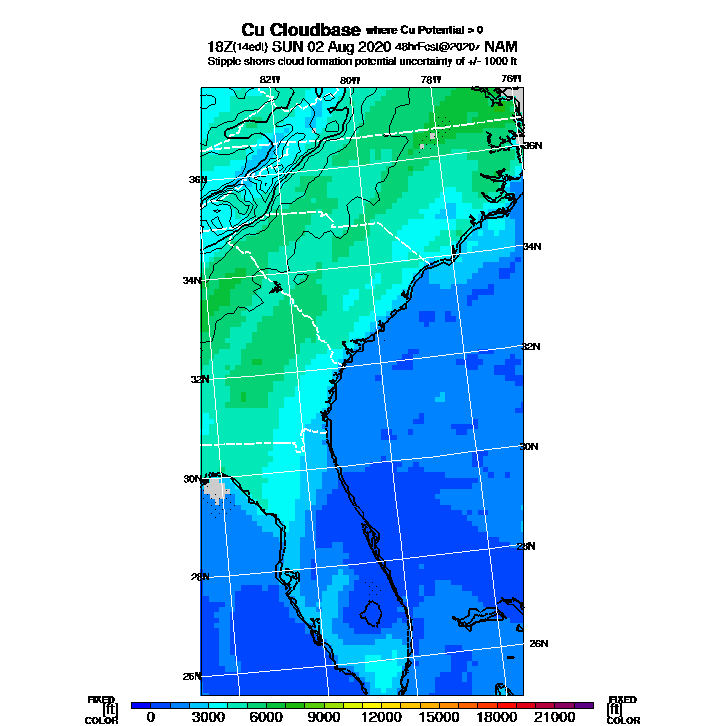 Cu Cloudbase where Cu Potential > 0
18Z(14edt) SUN 02 Aug 2020 48hrFcst@2020z NAM
Stipple shows cloud formation potential uncertainty of +/- 1000 ft
82W 80W 78W 76W
36N
36N
34N
34N
32N
32N
30N
30N
28N
28N
26N
26N
FIXED FIXED
[ft] [ft]
COLOR 0 3000 6000 9000 12000 15000 18000 21000 COLOR